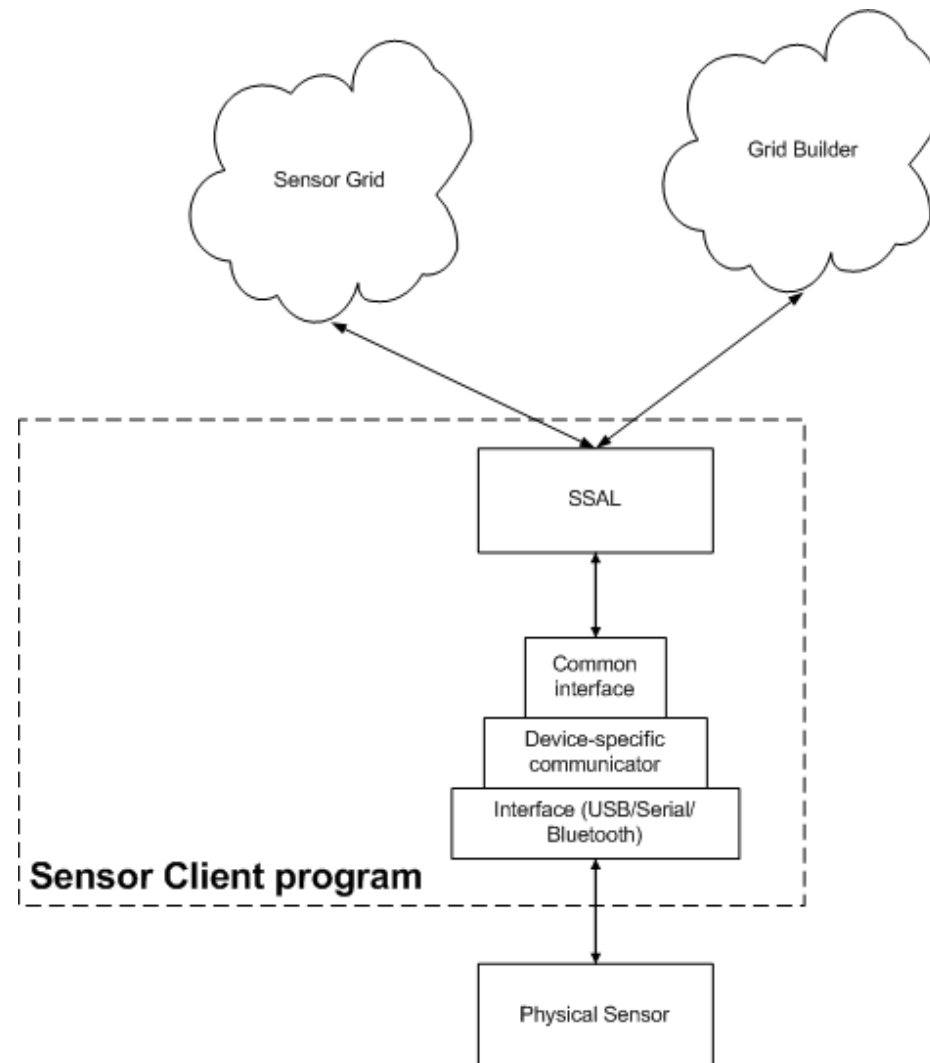 Sensor Grid
Grid Builder
SSAL
Common
interface
Device-specific
communicator
Interface (USB/Serial/
Bluetooth)
Sensor Client program
Physical Sensor